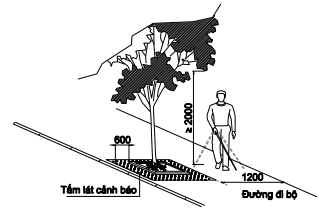 ≥ 2000
600
1200
Tấm lát cảnh báo
Đường đi bộ